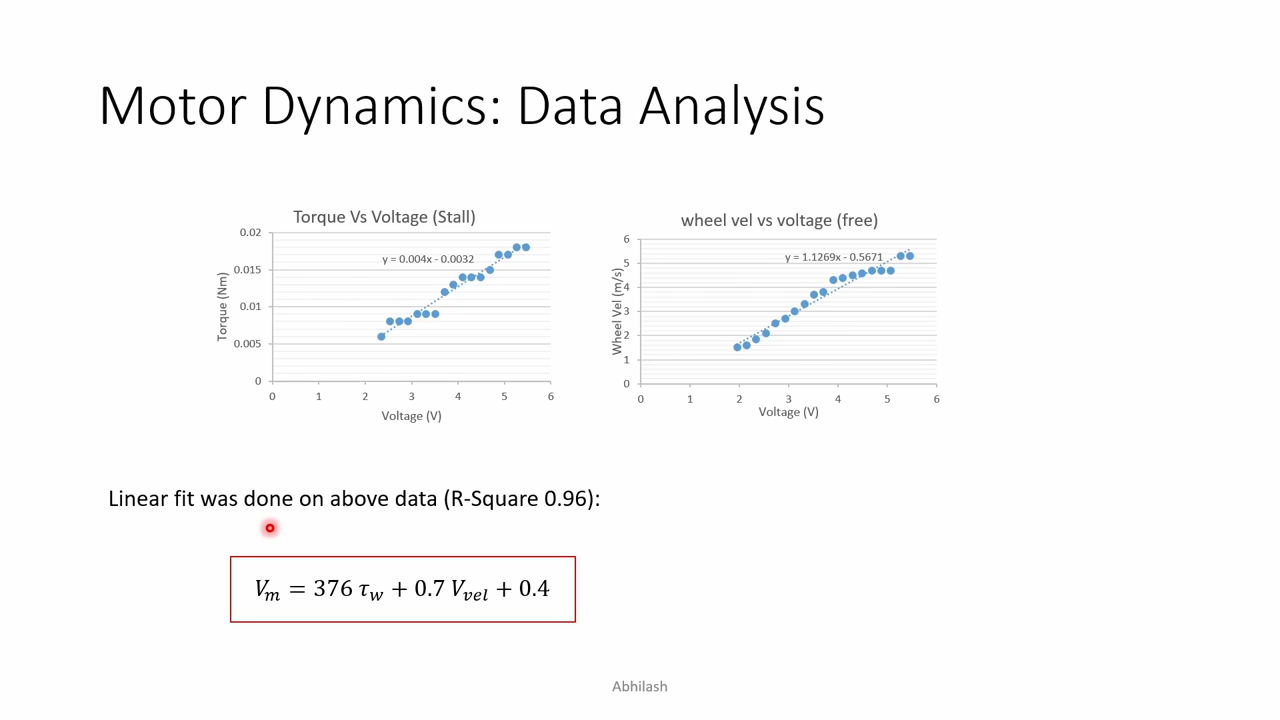 Motor Dynamics: Data Analysis
Torque Vs Voltage (Stall)
0.02
0.015
0.01
0.005
0
Torque (Nm)
y = 0.004x - 0.0032
0 1 2 3 4 5 6
Voltage (V)
wheel vel vs voltage (free)
6
5
4
3
2
1
0
Wheel Vel (m/s)
y = 1.1269x - 0.5671
0 1 2 3 4 5 6
Voltage (V)
Linear fit was done on above data (R-Square 0.96):
𝑉𝑚 = 376 𝜏𝑤 + 0.7 𝑉𝑣𝑒𝑙 + 0.4
Abhilash